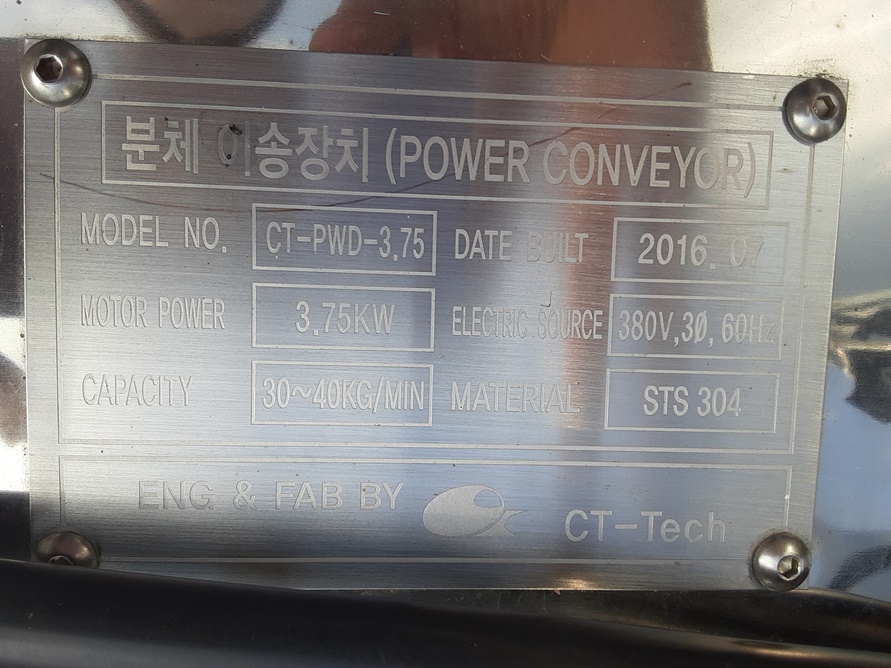 분체 이송장치 (POWER CONVEYOR)
MODEL NO. CT-PWD-3.75 DATE BUILT 2016.07
MOTOR POWER 3.75KW ELECTRIC SOURCE 380V,3Ø,60Hz
CAPACITY 30~40KG/MIN MATERIAL STS 304
ENG & FAB BY CT-Tech